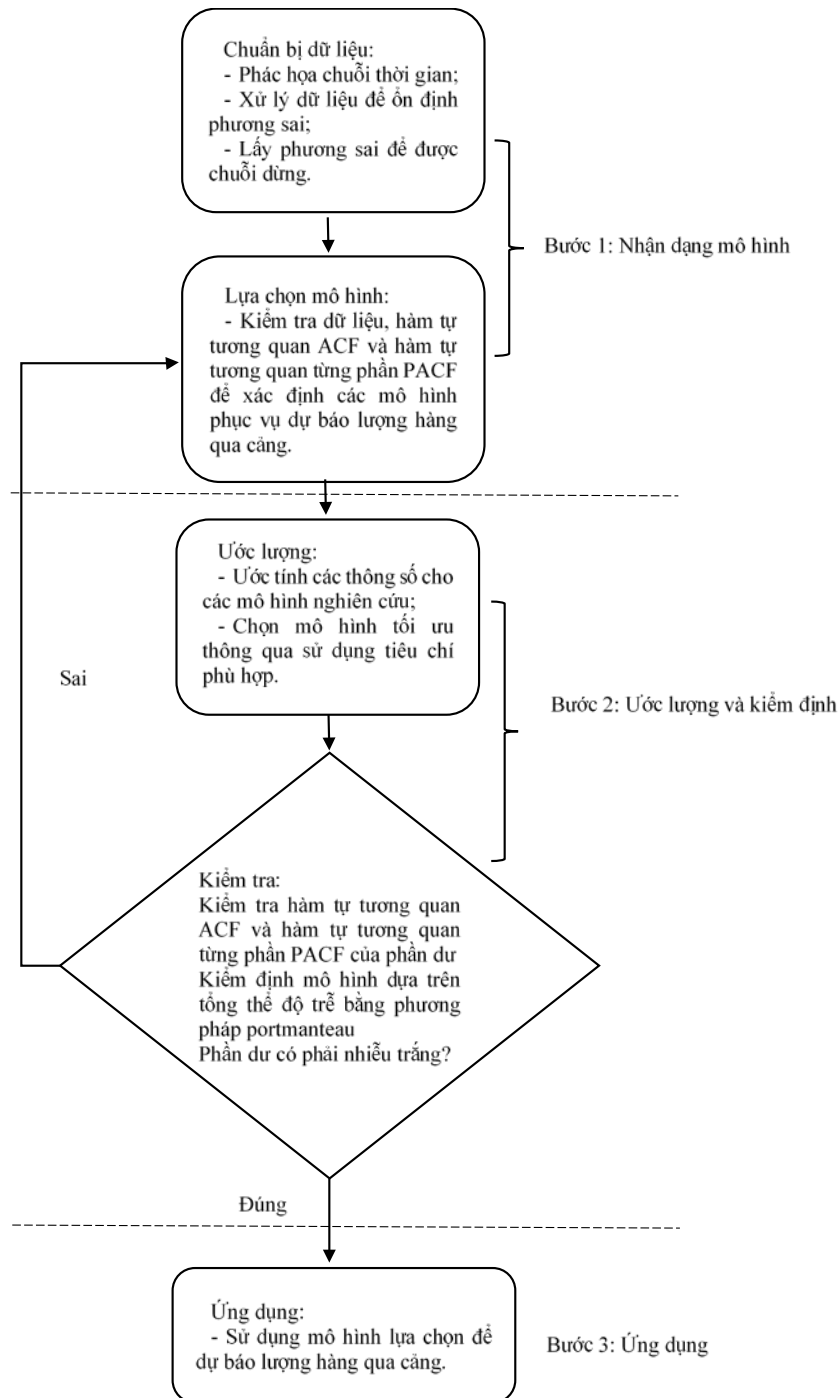 Chuẩn bị dữ liệu:
- Phác họa chuỗi thời gian;
- Xử lý dữ liệu để ổn định
phương sai;
- Lấy phương sai để được
chuỗi dừng.
Bước 1: Nhận dạng mô hình
Lựa chọn mô hình:
- Kiểm tra dữ liệu, hàm tự
tương quan ACF và hàm tự
tương quan từng phần PACF
để xác định các mô hình
phục vụ dự báo lượng hàng
qua cảng.
Ước lượng:
- Ước tính các thông số cho
các mô hình nghiên cứu;
- Chọn mô hình tối ưu
thông qua sử dụng tiêu chí
phù hợp.
Sai
Bước 2: Ước lượng và kiểm định
Kiểm tra:
Kiểm tra hàm tự tương quan
ACF và hàm tự tương quan
từng phần PACF của phần dư
Kiểm định mô hình dựa trên
tổng thể độ trễ bằng phương
pháp portmanteau
Phần dư có phải nhiễu trắng?
Đúng
Ứng dụng:
- Sử dụng mô hình lựa chọn để
dự báo lượng hàng qua cảng.
Bước 3: Ứng dụng